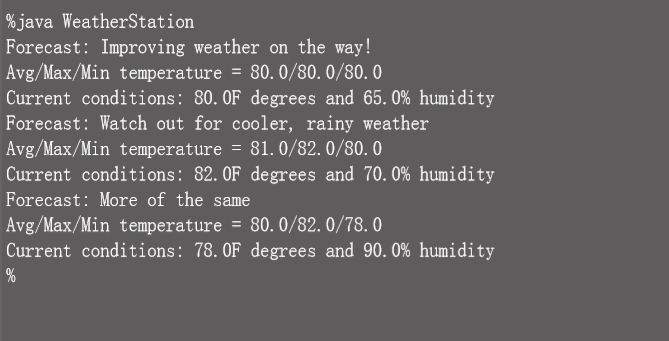 %java WeatherStation
Forecast: Improving weather on the way!
Avg/Max/Min temperature = 80.0/80.0/80.0
Current conditions: 80.0F degrees and 65.0% humidity
Forecast: Watch out for cooler, rainy weather
Avg/Max/Min temperature = 81.0/82.0/80.0
Current conditions: 82.0F degrees and 70.0% humidity
Forecast: More of the same
Avg/Max/Min temperature = 80.0/82.0/78.0
Current conditions: 78.0F degrees and 90.0% humidity
%